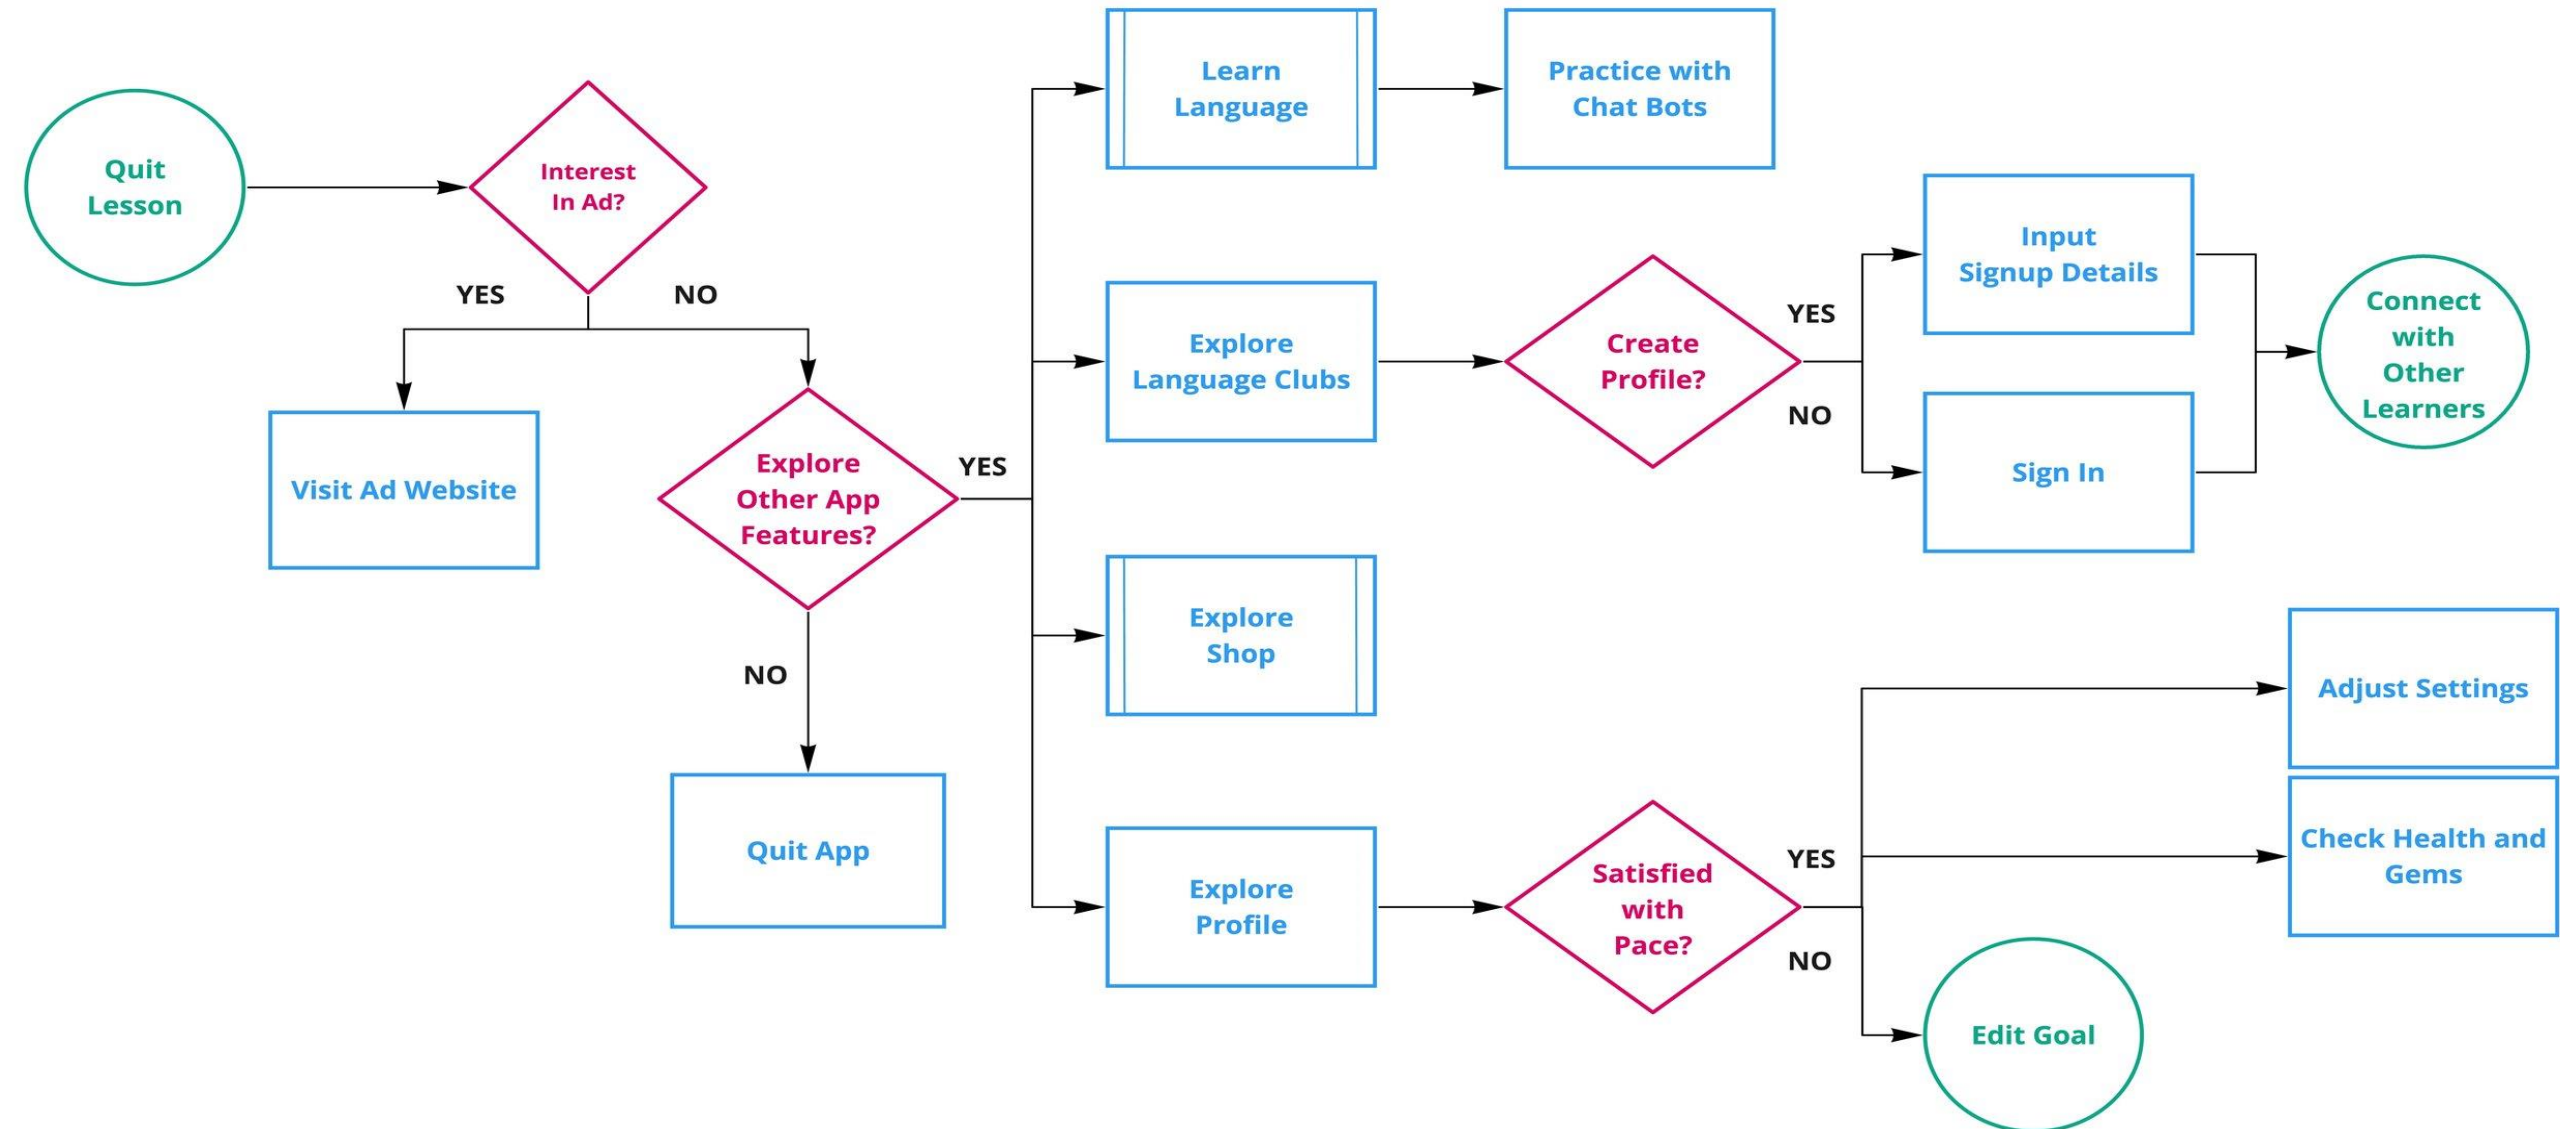 Quit
Lesson
Interest
In Ad?
YES
NO
Visit Ad Website
Explore
Other App
Features?
YES
NO
Quit App
Learn
Language
Practice with
Chat Bots
Explore
Language Clubs
Create
Profile?
YES
NO
Input
Signup Details
Sign In
Connect
with
Other
Learners
Explore
Shop
Explore
Profile
Satisfied
with
Pace?
YES
NO
Adjust Settings
Check Health and
Gems
Edit Goal